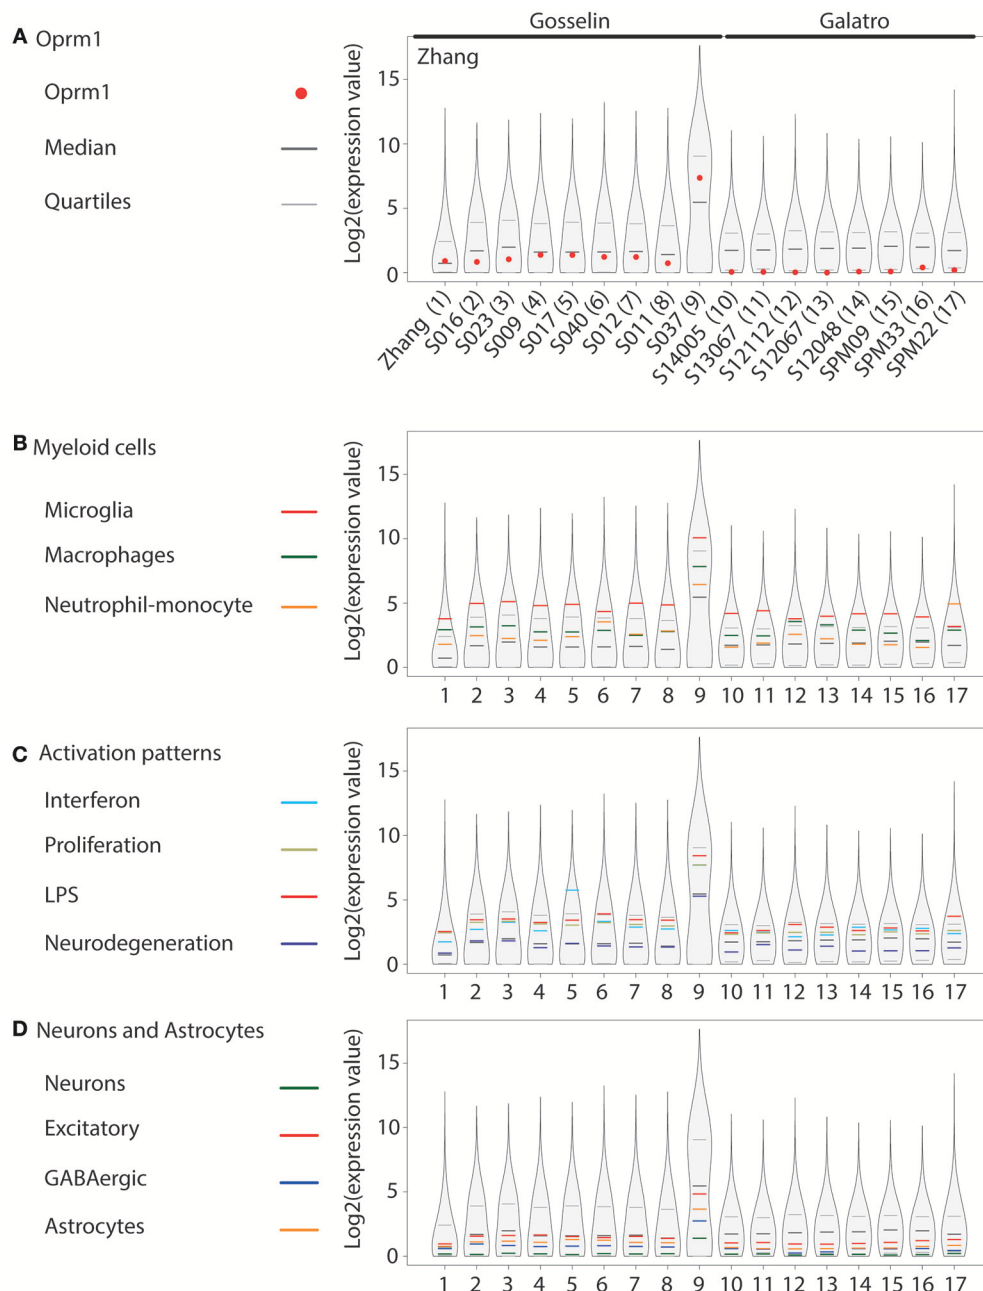 Gosselin
Galatro
A Oprm1
Oprm1
Median
Quartiles
Zhang
Log2(expression value)
15
10
5
0
Zhang (1)
S016 (2)
S023 (3)
S009 (4)
S017 (5)
S040 (6)
S012 (7)
S011 (8)
S037 (9)
S14005 (10)
S13067 (11)
S12112 (12)
S12067 (13)
S12048 (14)
SPM09 (15)
SPM33 (16)
SPM22 (17)
B Myeloid cells
Microglia
Macrophages
Neutrophil-monocyte
Log2(expression value)
15
10
5
0
1 2 3 4 5 6 7 8 9 10 11 12 13 14 15 16 17
C Activation patterns
Interferon
Proliferation
LPS
Neurodegeneration
Log2(expression value)
15
10
5
0
1 2 3 4 5 6 7 8 9 10 11 12 13 14 15 16 17
D Neurons and Astrocytes
Neurons
Excitatory
GABAergic
Astrocytes
Log2(expression value)
15
10
5
0
1 2 3 4 5 6 7 8 9 10 11 12 13 14 15 16 17